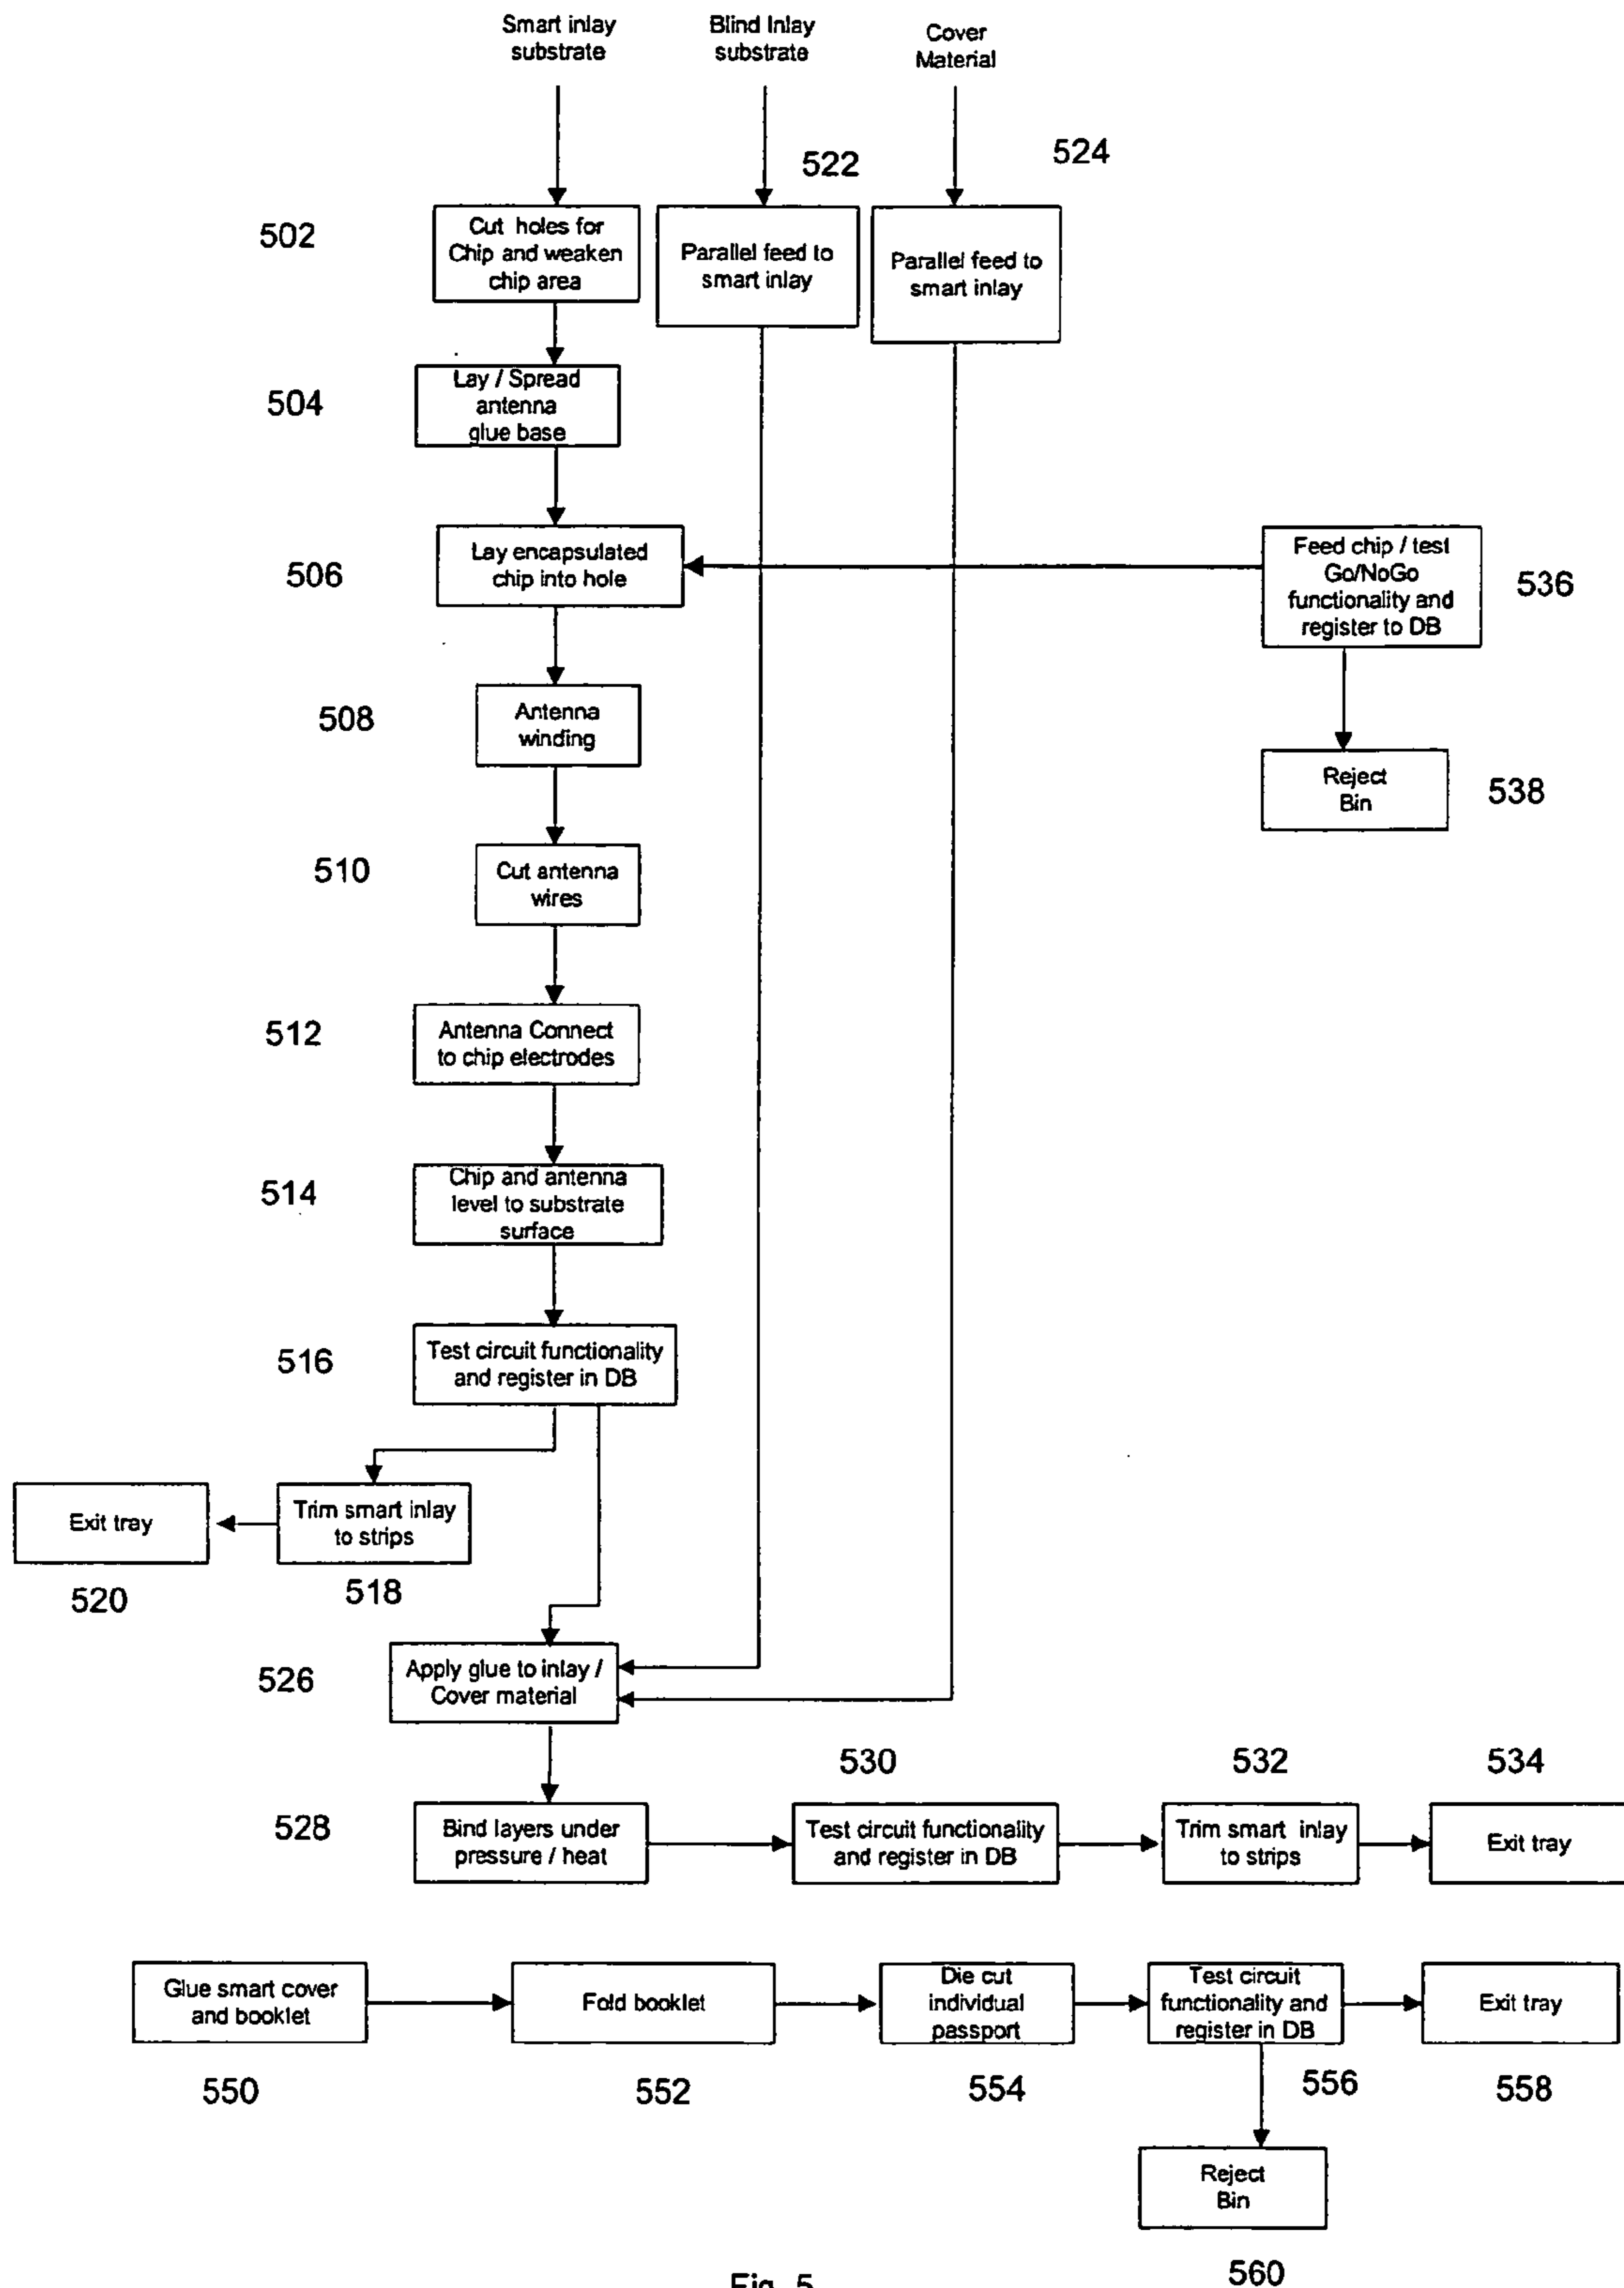 Smart inlay
substrate
Blind Inlay
substrate
Cover
Material
522
524
502
Cut holes for
Chip and weaken
chip area
Parallel feed to
smart inlay
Parallel feed to
smart inlay
504
Lay / Spread
antenna
glue base
506
Lay encapsulated
chip into hole
Feed chip / test
Go/NoGo
functionality and
register to DB
536
508
Antenna
winding
Reject
Bin
538
510
Cut antenna
wires
512
Antenna Connect
to chip electrodes
514
Chip and antenna
level to substrate
surface
516
Test circuit functionality
and register in DB
Exit tray
Trim smart inlay
to strips
520
518
526
Apply glue to inlay /
Cover material
530
532
534
528
Bind layers under
pressure / heat
Test circuit functionality
and register in DB
Trim smart inlay
to strips
Exit tray
Glue smart cover
and booklet
Fold booklet
Die cut
individual
passport
Test circuit
functionality and
register in DB
Exit tray
550
552
554
556
558
Reject
Bin
560
Fig. 5